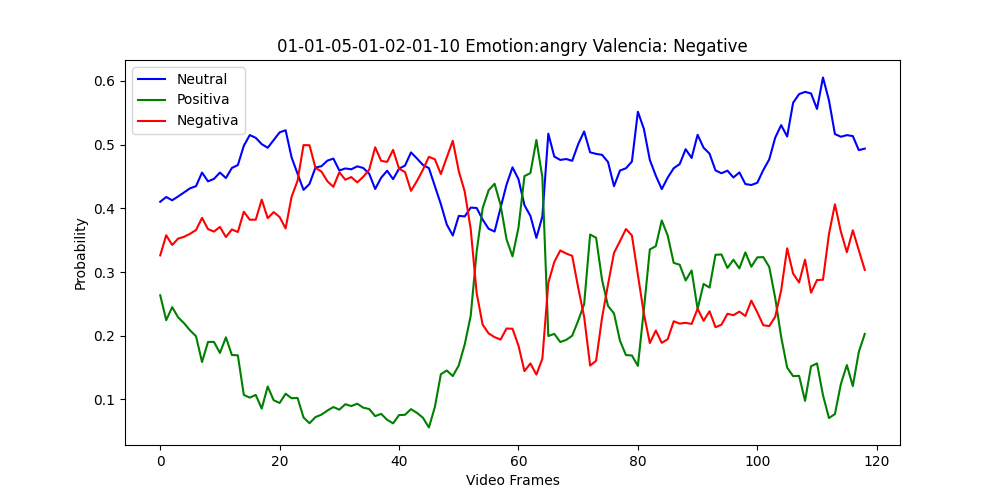 01-01-05-01-02-01-10 Emotion:angry Valencia: Negative
Neutral
Positiva
Negativa
Probability
0.6
0.5
0.4
0.3
0.2
0.1
0 20 40 60 80 100 120
Video Frames